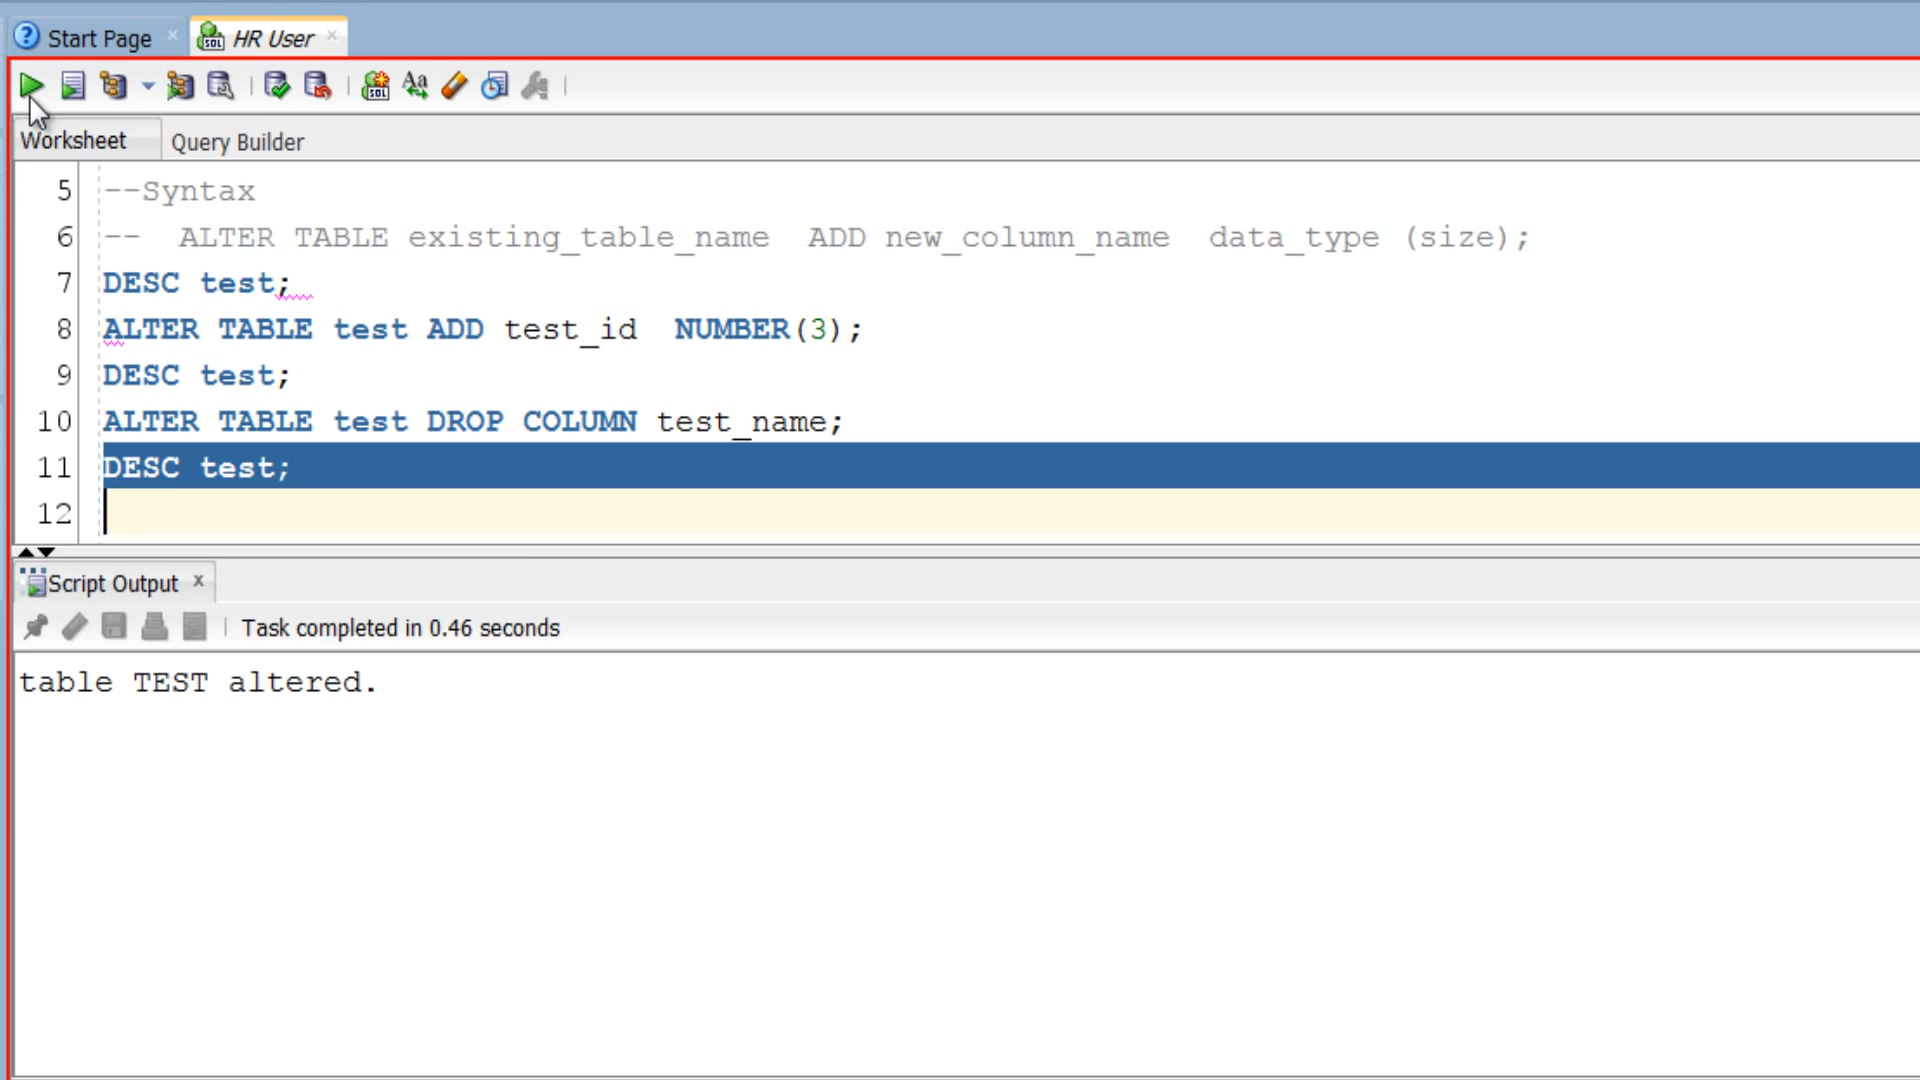 Start Page
HR User
Worksheet
Query Builder
5 --Syntax
6 -- ALTER TABLE existing_table_name ADD new_column_name data_type (size);
7 DESC test;
8 ALTER TABLE test ADD test_id NUMBER(3);
9 DESC test;
10 ALTER TABLE test DROP COLUMN test_name;
11 DESC test;
12
Script Output
Task completed in 0.46 seconds
table TEST altered.